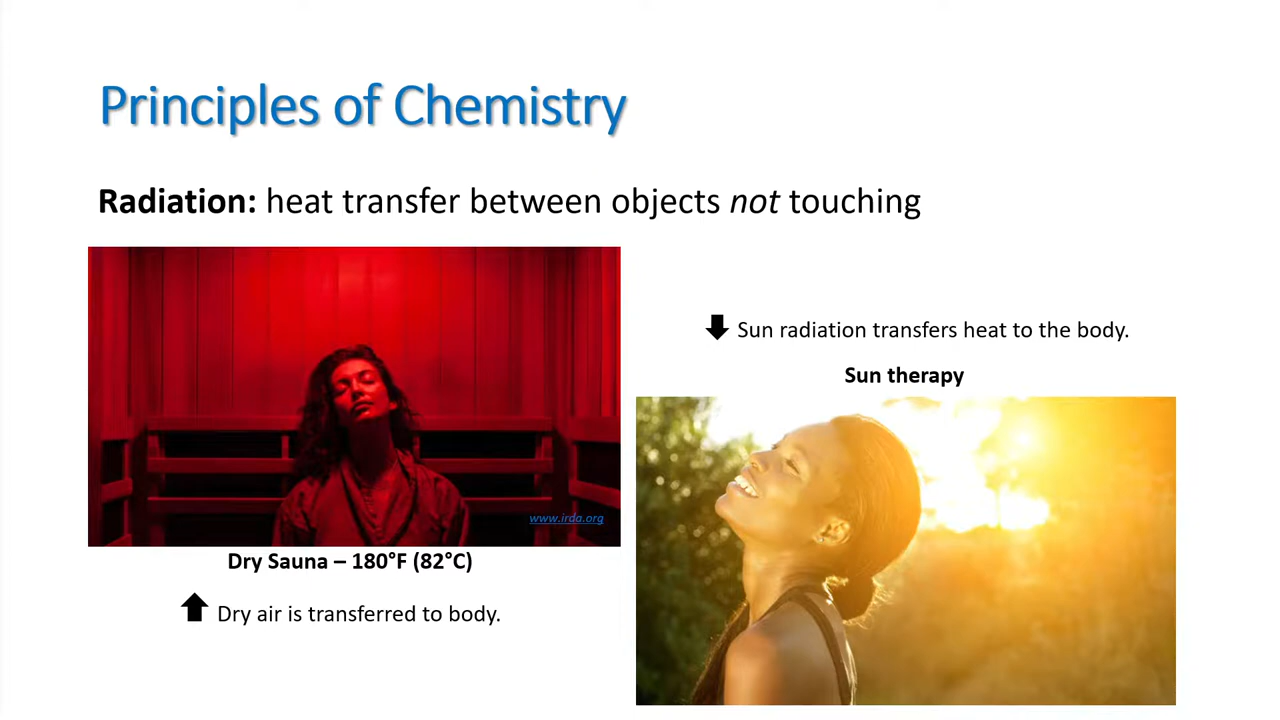 Principles of Chemistry
Radiation: heat transfer between objects not touching
www.irda.org
Dry Sauna – 180°F (82°C)
Dry air is transferred to body.
Sun radiation transfers heat to the body.
Sun therapy